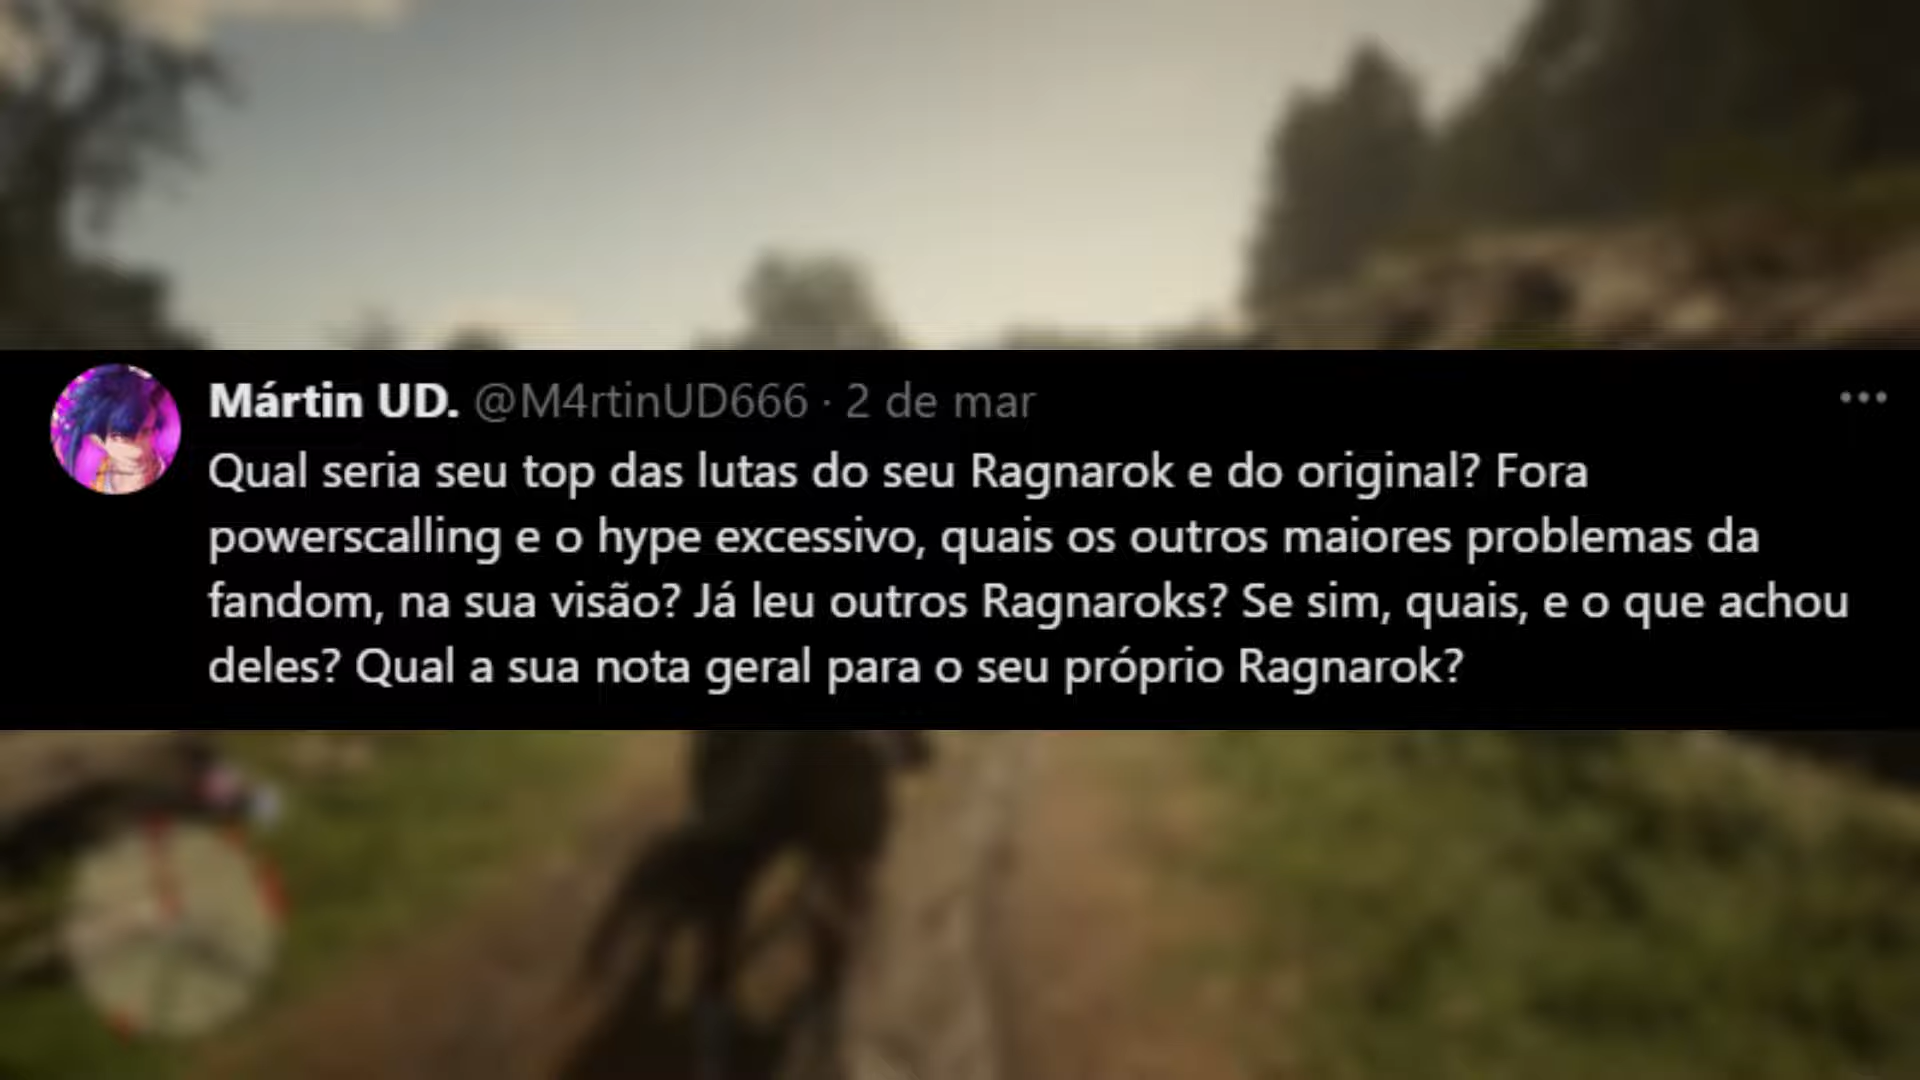 Mártin UD. @M4rtinUD666 · 2 de mar
Qual seria seu top das lutas do seu Ragnarok e do original? Fora
powerscalling e o hype excessivo, quais os outros maiores problemas da
fandom, na sua visão? Já leu outros Ragnaroks? Se sim, quais, e o que achou
deles? Qual a sua nota geral para o seu próprio Ragnarok?